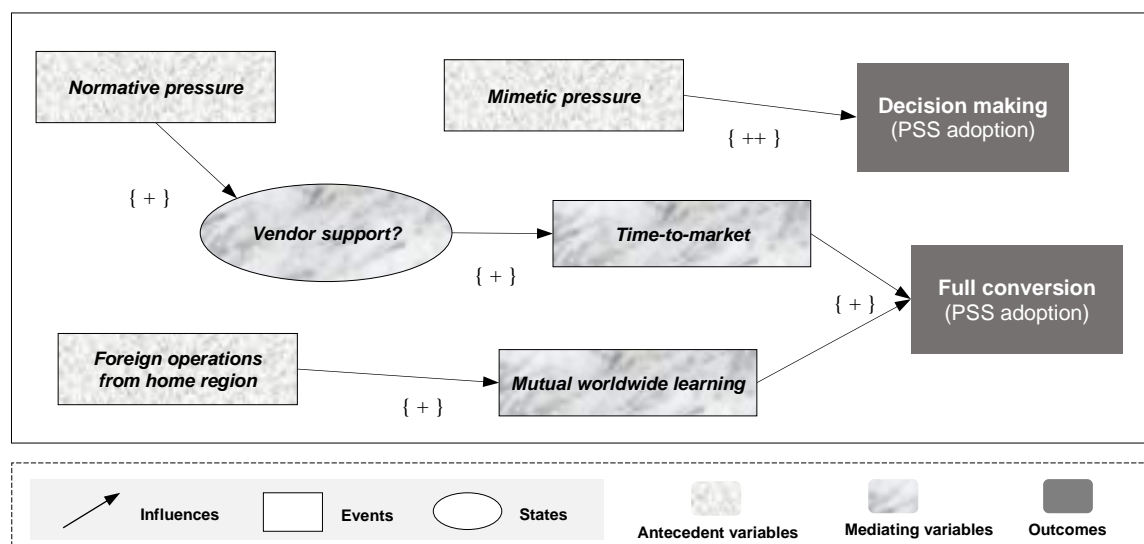 Normative pressure
Mimetic pressure
Decision making
(PSS adoption)
{ ++ }
{ + }
Vendor support?
Time-to-market
{ + }
Full conversion
(PSS adoption)
{ + }
Foreign operations
from home region
Mutual worldwide learning
{ + }
Influences
Events
States
Antecedent variables
Mediating variables
Outcomes